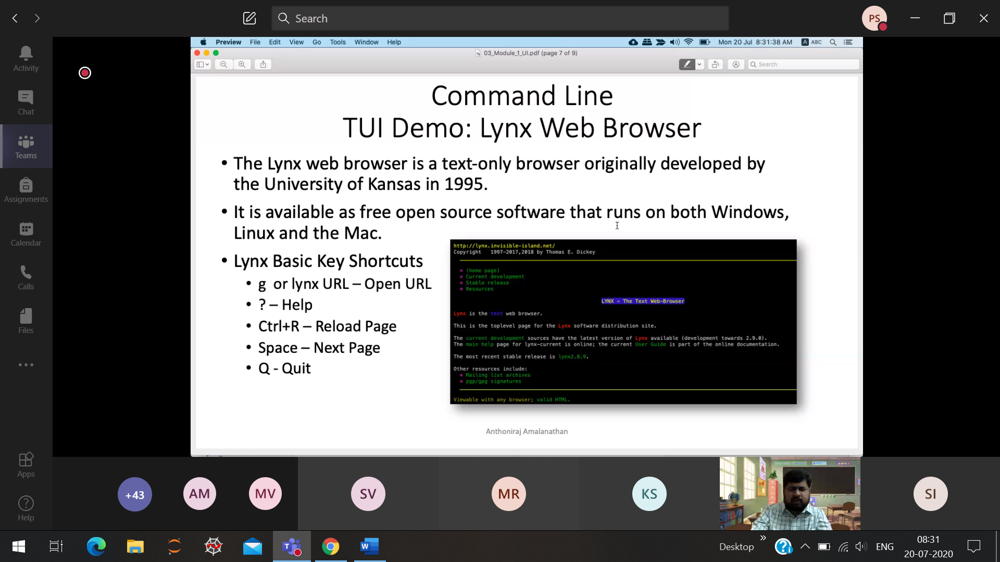 Search
PS
Activity
Chat
Teams
Assignments
Calendar
Calls
Files
Apps
Help
Preview File Edit View Go Tools Window Help
Mon 20 Jul 8:31:38 AM A ABC
03_Module_1_UI.pdf (page 7 of 9)
Search
Command Line
TUI Demo: Lynx Web Browser
• The Lynx web browser is a text-only browser originally developed by
the University of Kansas in 1995.
• It is available as free open source software that runs on both Windows,
Linux and the Mac.
• Lynx Basic Key Shortcuts
• g or lynx URL – Open URL
• ? – Help
• Ctrl+R – Reload Page
• Space – Next Page
• Q - Quit
http://lynx.invisible-island.net/
Copyright 1997-2017,2018 by Thomas E. Dickey
* (home page)
* Current development
* Stable release
* Resources
LYNX – The Text Web-Browser
Lynx is the text web browser.
This is the toplevel page for the Lynx software distribution site.
The current development sources have the latest version of Lynx available (development towards 2.9.0).
The main help page for lynx-current is online; the current User Guide is part of the online documentation.
The most recent stable release is lynx2.8.9.
Other resources include:
* Mailing list archives
* pgp/gpg signatures
Viewable with any browser; valid HTML.
Anthoniraj Amalanathan
+43 AM MV SV MR KS SI
Desktop
ENG
08:31
20-07-2020